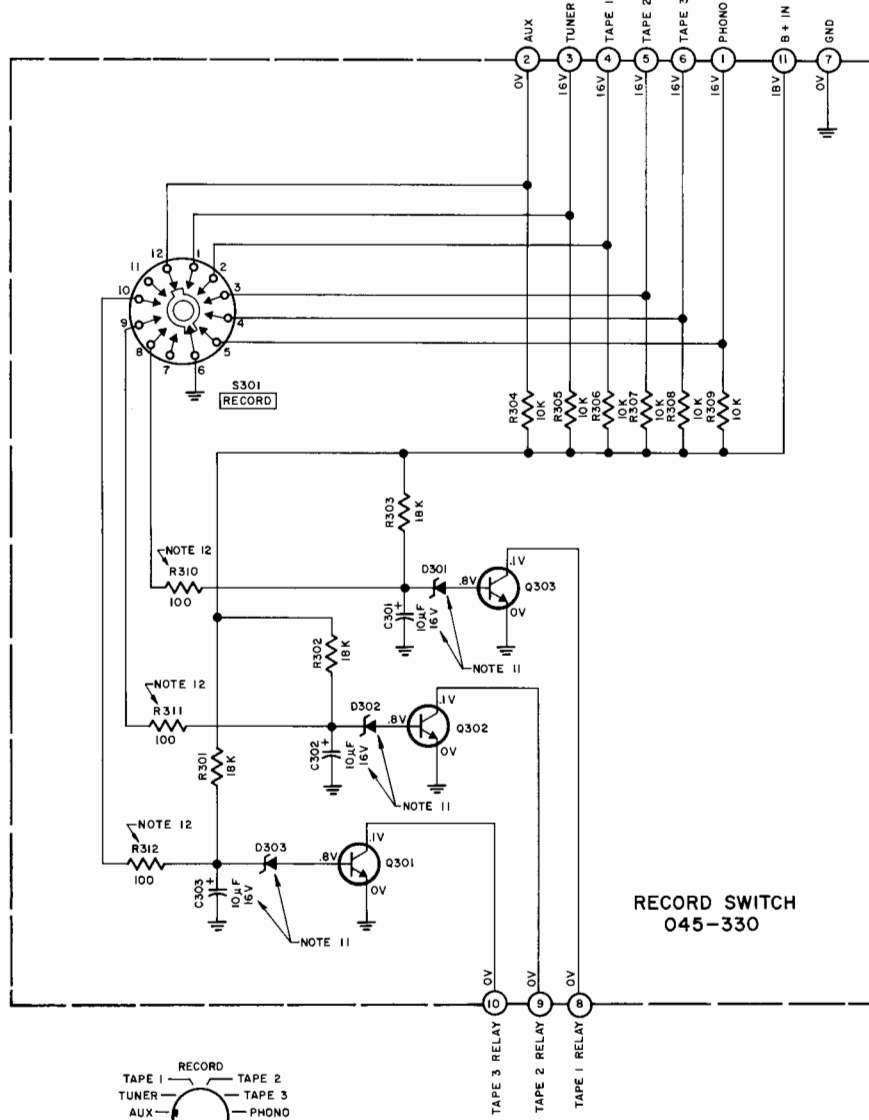 AUX
TUNER
TAPE 1
TAPE 2
TAPE 3
PHONO
B+ IN
GND
2
3
4
5
6
1
11
7
0V
16V
16V
16V
16V
16V
18V
0V
12
1
11
2
10
3
9
4
8
5
7
6
S301
RECORD
R304
10K
R305
10K
R306
10K
R307
10K
R308
10K
R309
10K
R303
18K
NOTE 12
R310
100
D301
.8V
.1V
Q303
0V
C301
+
10µF
16V
NOTE 11
R302
18K
NOTE 12
R311
100
D302
.8V
.1V
Q302
0V
C302
+
10µF
16V
NOTE 11
R301
18K
NOTE 12
R312
100
D303
.8V
.1V
Q301
0V
C303
+
10µF
16V
NOTE 11
RECORD SWITCH
045-330
0V
0V
0V
10
9
8
TAPE 3 RELAY
TAPE 2 RELAY
TAPE 1 RELAY
RECORD
TAPE 1
TAPE 2
TUNER
TAPE 3
AUX
PHONO